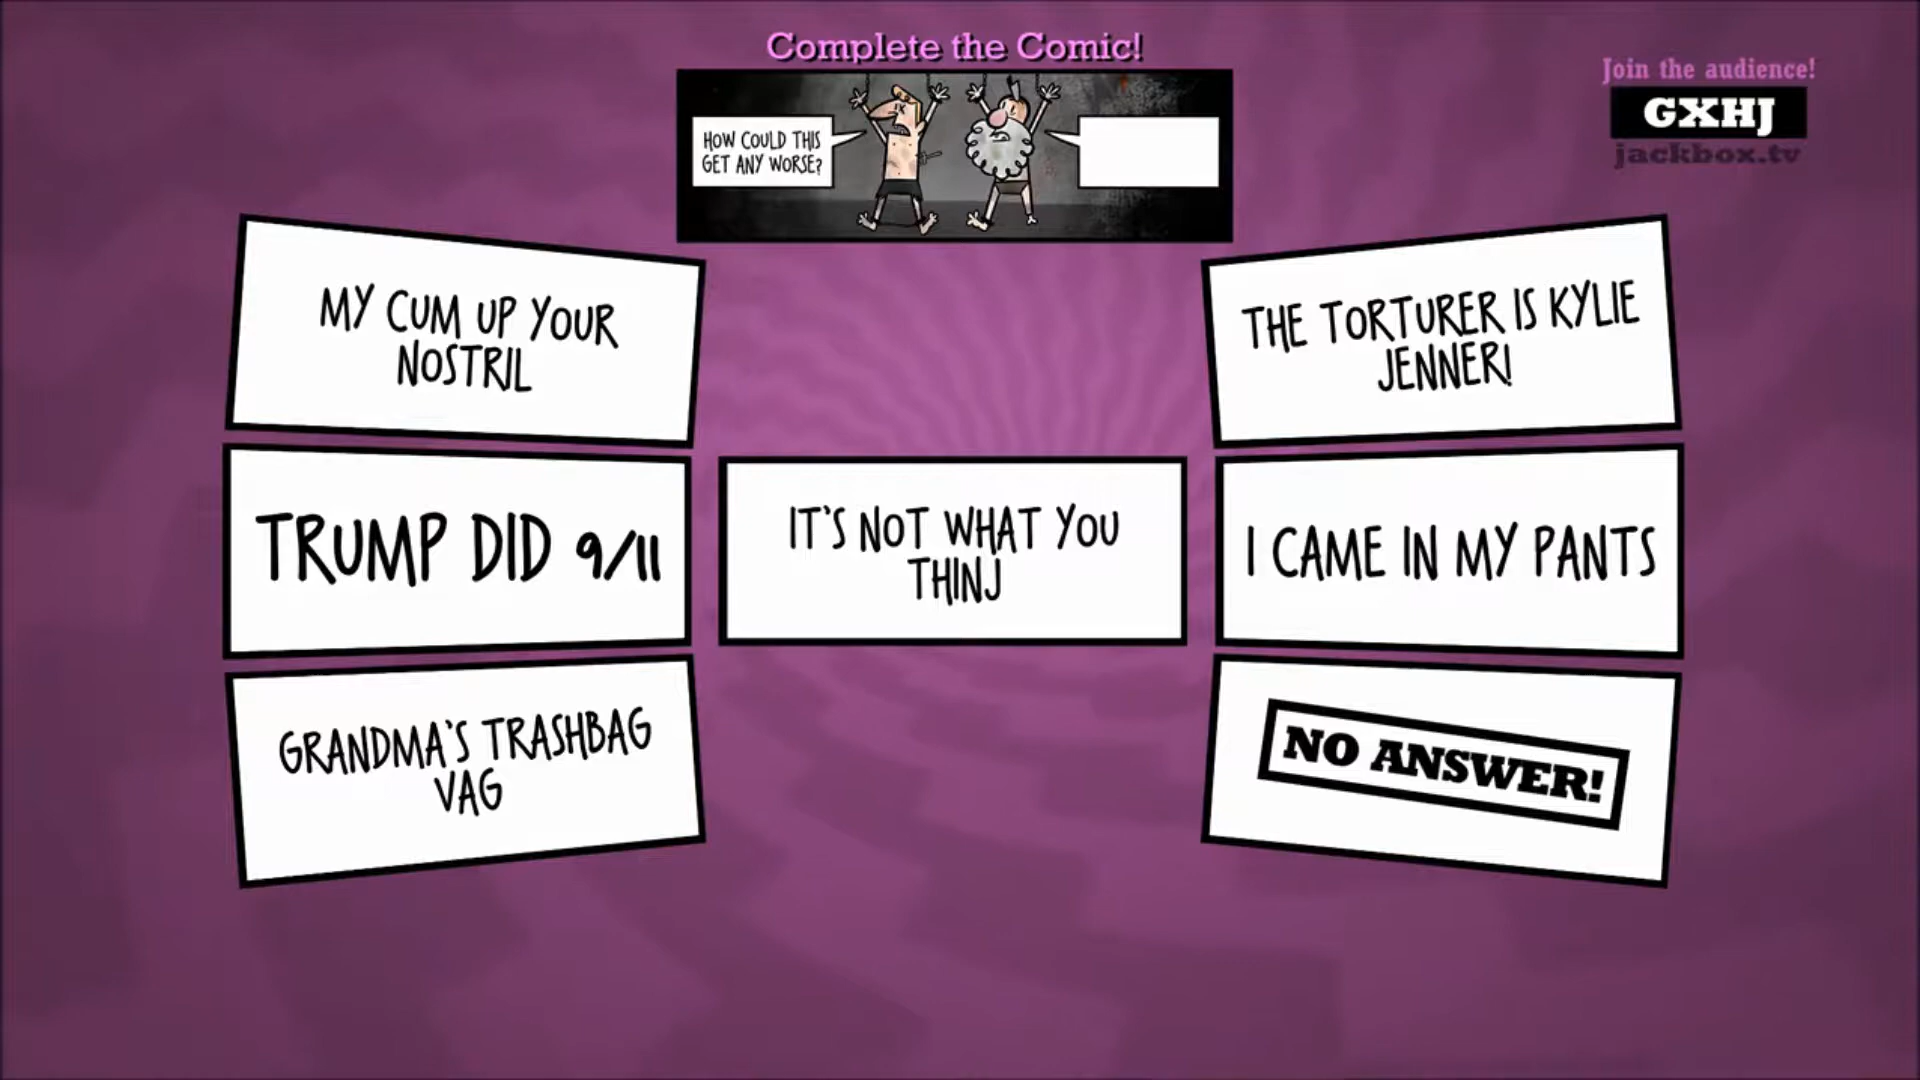 Complete the Comic!
Join the audience!
GXHJ
jackbox.tv
HOW COULD THIS
GET ANY WORSE?
MY CUM UP YOUR
NOSTRIL
THE TORTURER IS KYLIE
JENNER!
TRUMP DID 9/11
IT'S NOT WHAT YOU
THINJ
I CAME IN MY PANTS
GRANDMA'S TRASHBAG
VAG
NO ANSWER!